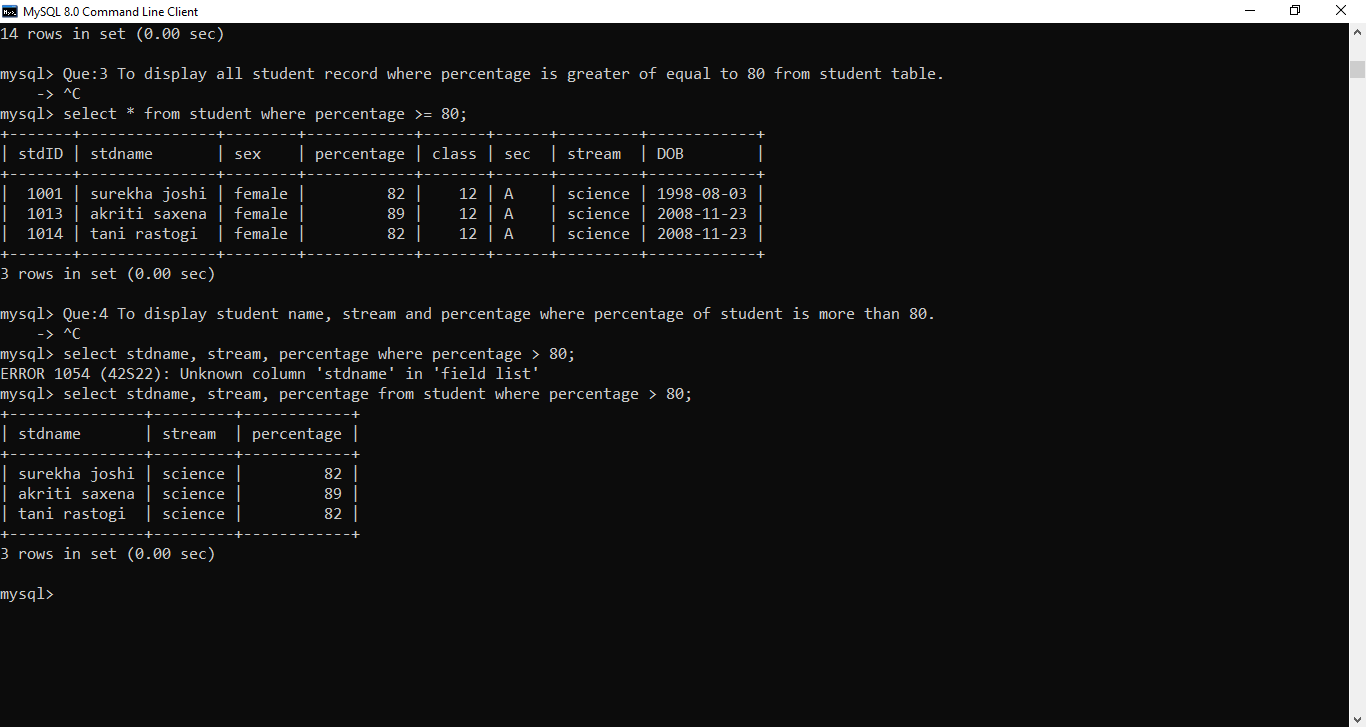 MySQL 8.0 Command Line Client
14 rows in set (0.00 sec)
mysql> Que:3 To display all student record where percentage is greater of equal to 80 from student table.
    -> ^C
mysql> select * from student where percentage >= 80;
+-------+---------------+--------+------------+-------+------+---------+------------+
| stdID | stdname       | sex    | percentage | class | sec  | stream  | DOB        |
+-------+---------------+--------+------------+-------+------+---------+------------+
|  1001 | surekha joshi | female |         82 |    12 | A    | science | 1998-08-03 |
|  1013 | akriti saxena | female |         89 |    12 | A    | science | 2008-11-23 |
|  1014 | tani rastogi  | female |         82 |    12 | A    | science | 2008-11-23 |
+-------+---------------+--------+------------+-------+------+---------+------------+
3 rows in set (0.00 sec)
mysql> Que:4 To display student name, stream and percentage where percentage of student is more than 80.
    -> ^C
mysql> select stdname, stream, percentage where percentage > 80;
ERROR 1054 (42S22): Unknown column 'stdname' in 'field list'
mysql> select stdname, stream, percentage from student where percentage > 80;
+---------------+---------+------------+
| stdname       | stream  | percentage |
+---------------+---------+------------+
| surekha joshi | science |         82 |
| akriti saxena | science |         89 |
| tani rastogi  | science |         82 |
+---------------+---------+------------+
3 rows in set (0.00 sec)
mysql>